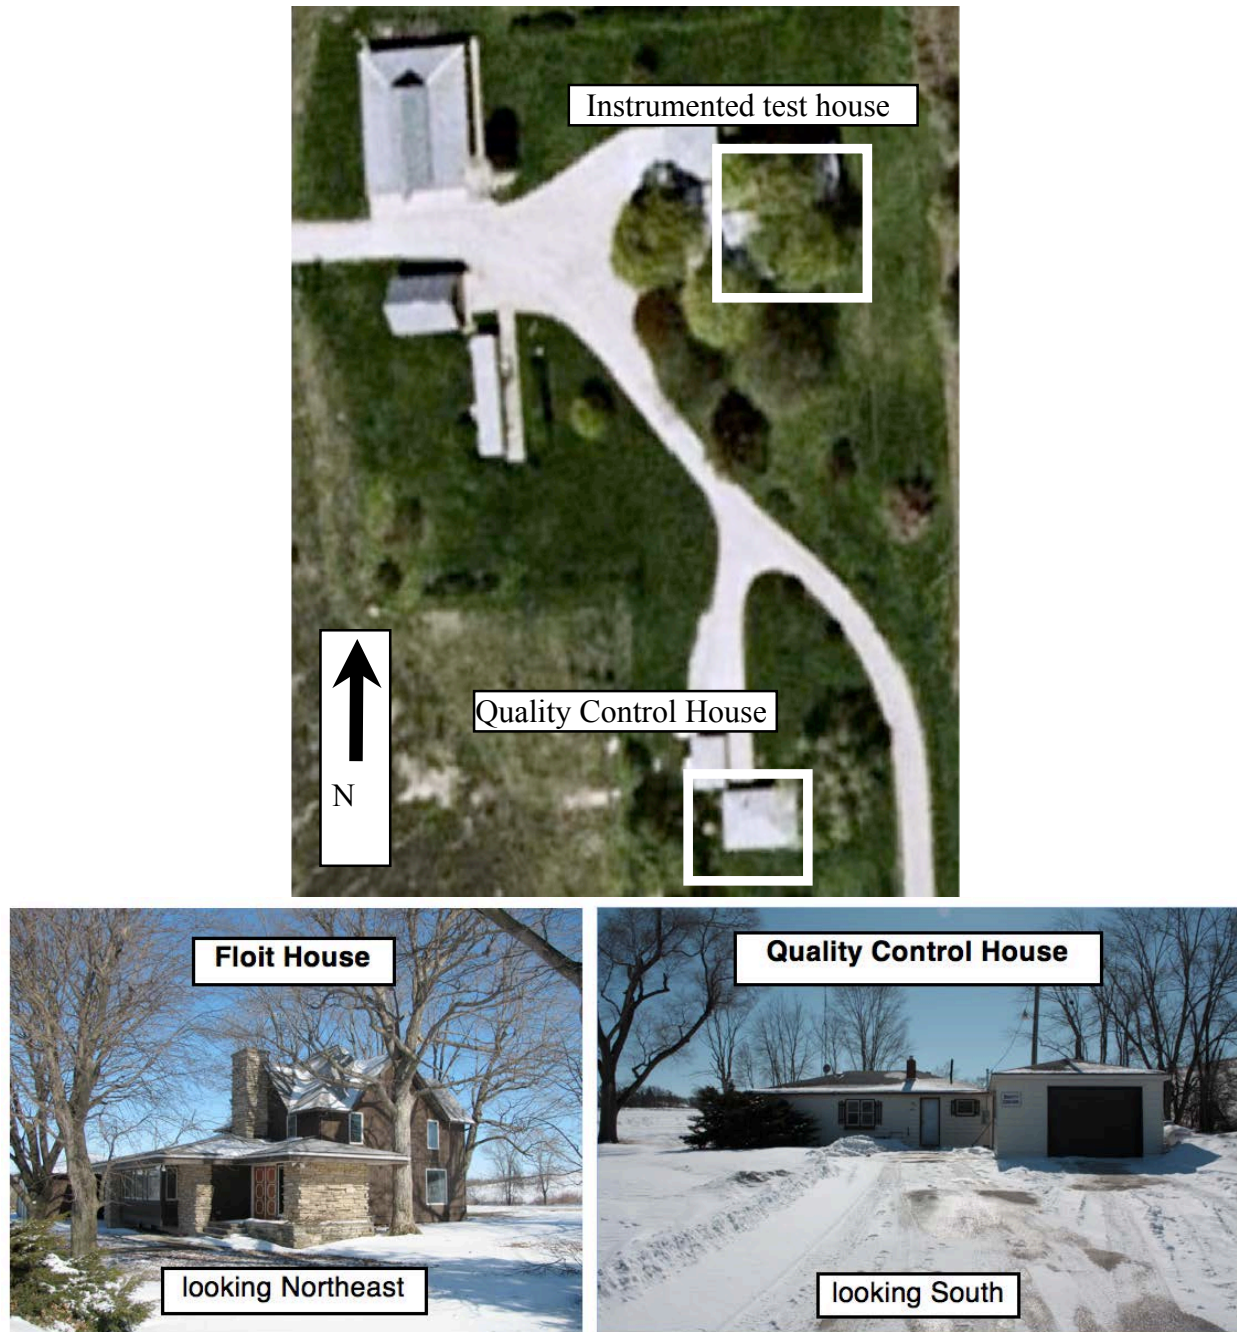 Instrumented test house
Quality Control House
N
Floit House
looking Northeast
Quality Control House
looking South